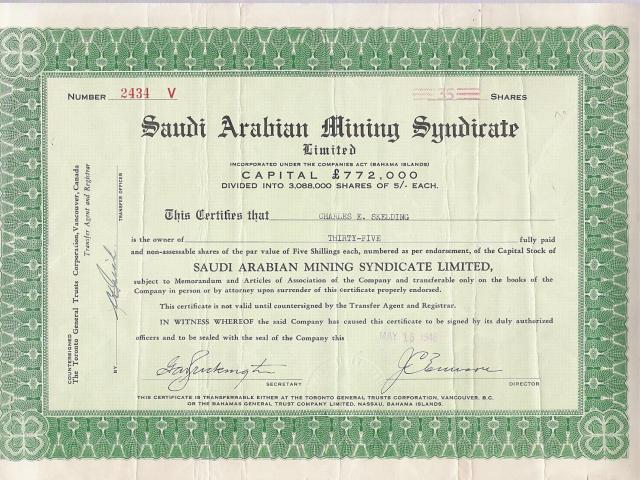 NUMBER 2434 V
35 SHARES
Saudi Arabian Mining Syndicate
Limited
INCORPORATED UNDER THE COMPANIES ACT (BAHAMA ISLANDS)
CAPITAL £772,000
DIVIDED INTO 3,088,000 SHARES OF 5/- EACH.
This Certifies that CHARLES E. SKELDING
is the owner of THIRTY-FIVE fully paid
and non-assessable shares of the par value of Five Shillings each, numbered as per endorsement, of the Capital Stock of
SAUDI ARABIAN MINING SYNDICATE LIMITED,
subject to Memorandum and Articles of Association of the Company and transferable only on the books of the
Company in person or by attorney upon surrender of this certificate properly endorsed.
This certificate is not valid until countersigned by the Transfer Agent and Registrar.
IN WITNESS WHEREOF the said Company has caused this certificate to be signed by its duly authorized
officers and to be sealed with the seal of the Company this MAY 15
SECRETARY
DIRECTOR
THIS CERTIFICATE IS TRANSFERABLE EITHER AT THE TORONTO GENERAL TRUSTS CORPORATION, VANCOUVER, B.C.
OR THE BAHAMAS GENERAL TRUST COMPANY LIMITED, NASSAU, BAHAMA ISLANDS.
COUNTERSIGNED
The Toronto General Trusts Corporation, Vancouver, Canada
Transfer Agent and Registrar
BY
TRANSFER OFFICER